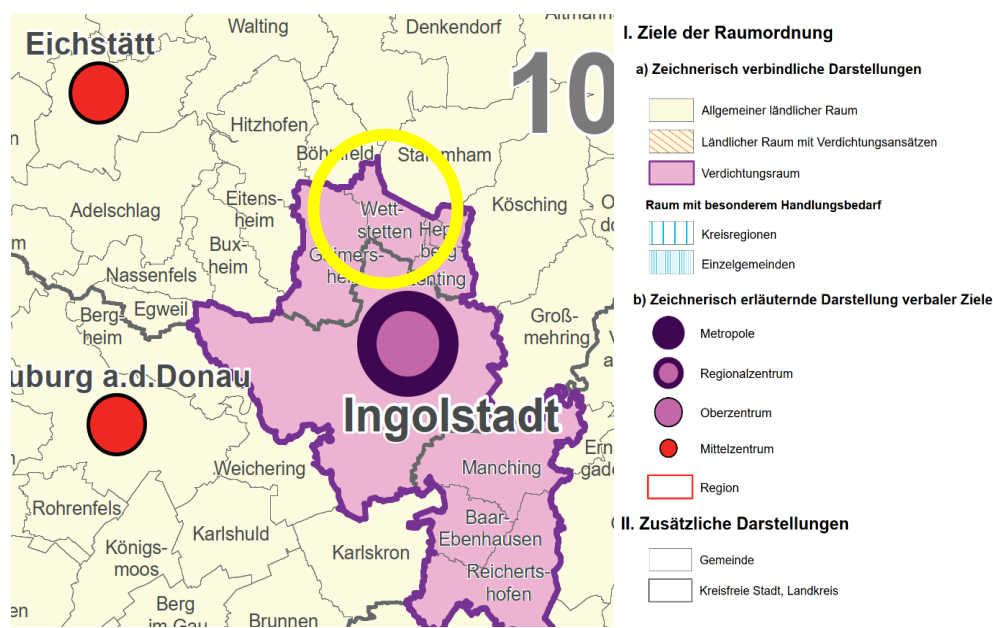 Walting
Denkendorf
Eichstätt
10
Hitzhofen
Böhmfeld
Stammham
Eitens-
heim
Adelschlag
Wett-
stetten
Kösching
Hep-
berg
Bux-
heim
Gaimers-
heim
Nassenfels
Lenting
Egweil
Berg-
heim
Groß-
mehring
uburg a.d.Donau
Ingolstadt
Weichering
Manching
Rohrenfels
Baar-
Ebenhausen
Karlshuld
Königs-
moos
Karlskron
Reicherts-
hofen
Berg
im Gau
Brunnen
I. Ziele der Raumordnung
a) Zeichnerisch verbindliche Darstellungen
Allgemeiner ländlicher Raum
Ländlicher Raum mit Verdichtungsansätzen
Verdichtungsraum
Raum mit besonderem Handlungsbedarf
Kreisregionen
Einzelgemeinden
b) Zeichnerisch erläuternde Darstellung verbaler Ziele
Metropole
Regionalzentrum
Oberzentrum
Mittelzentrum
Region
II. Zusätzliche Darstellungen
Gemeinde
Kreisfreie Stadt, Landkreis